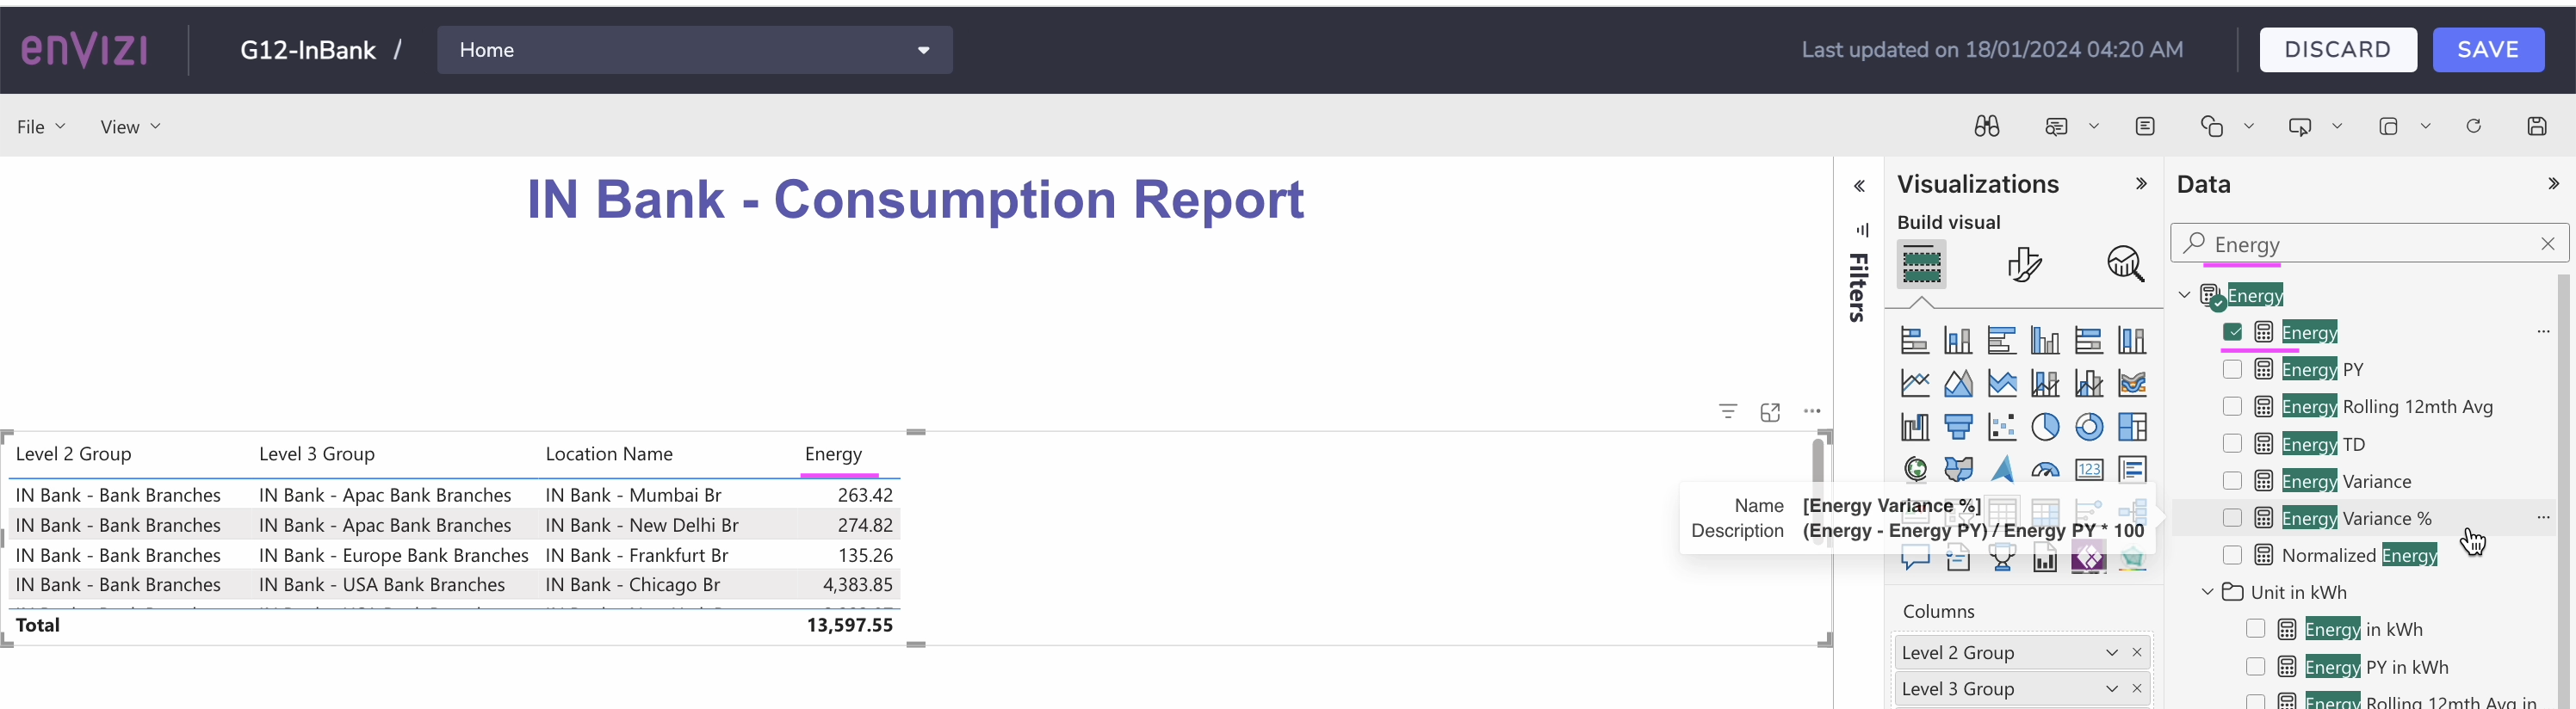 envizi
G12-InBank / Home
Last updated on 18/01/2024 04:20 AM
DISCARD
SAVE
File
View
IN Bank - Consumption Report
Level 2 Group Level 3 Group Location Name Energy
IN Bank - Bank Branches IN Bank - Apac Bank Branches IN Bank - Mumbai Br 263.42
IN Bank - Bank Branches IN Bank - Apac Bank Branches IN Bank - New Delhi Br 274.82
IN Bank - Bank Branches IN Bank - Europe Bank Branches IN Bank - Frankfurt Br 135.26
IN Bank - Bank Branches IN Bank - USA Bank Branches IN Bank - Chicago Br 4,383.85
Total 13,597.55
Filters
Visualizations
Build visual
123
Name [Energy Variance %]
Description (Energy - Energy PY) / Energy PY * 100
Columns
Level 2 Group
Level 3 Group
Data
Energy
Energy
Energy
Energy PY
Energy Rolling 12mth Avg
Energy TD
Energy Variance
Energy Variance %
Normalized Energy
Unit in kWh
Energy in kWh
Energy PY in kWh
Energy Rolling 12mth Avg in